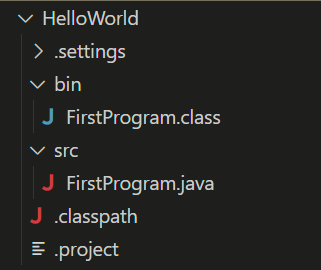 HelloWorld
.settings
bin
FirstProgram.class
src
FirstProgram.java
.classpath
.project